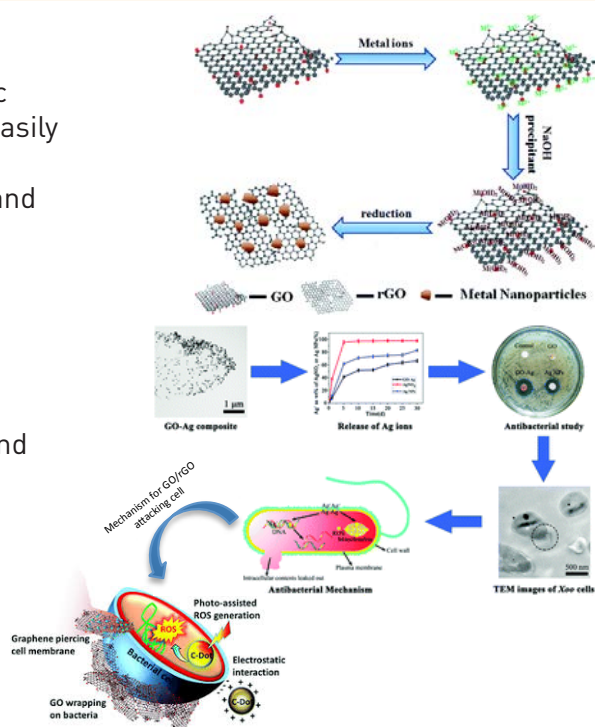 c
asily
and
nd
Metal ions
NaOH
precipitant
reduction
GO
rGO
Metal Nanoparticles
1 μm
GO-Ag composite
Time(d)
Release of Ag ions
Control
GO
GO-Ag
Ag NPs
Antibacterial study
500 nm
TEM images of Xoo cells
DNA
ROS
Cell wall
Plasma membrane
Intracellular contents leaked out
Antibacterial Mechanism
Mechanism for GO/rGO
attacking cell
Photo-assisted
ROS generation
ROS
C-Dot
Graphene piercing
cell membrane
Electrostatic
interaction
C-Dot
GO wrapping
on bacteria